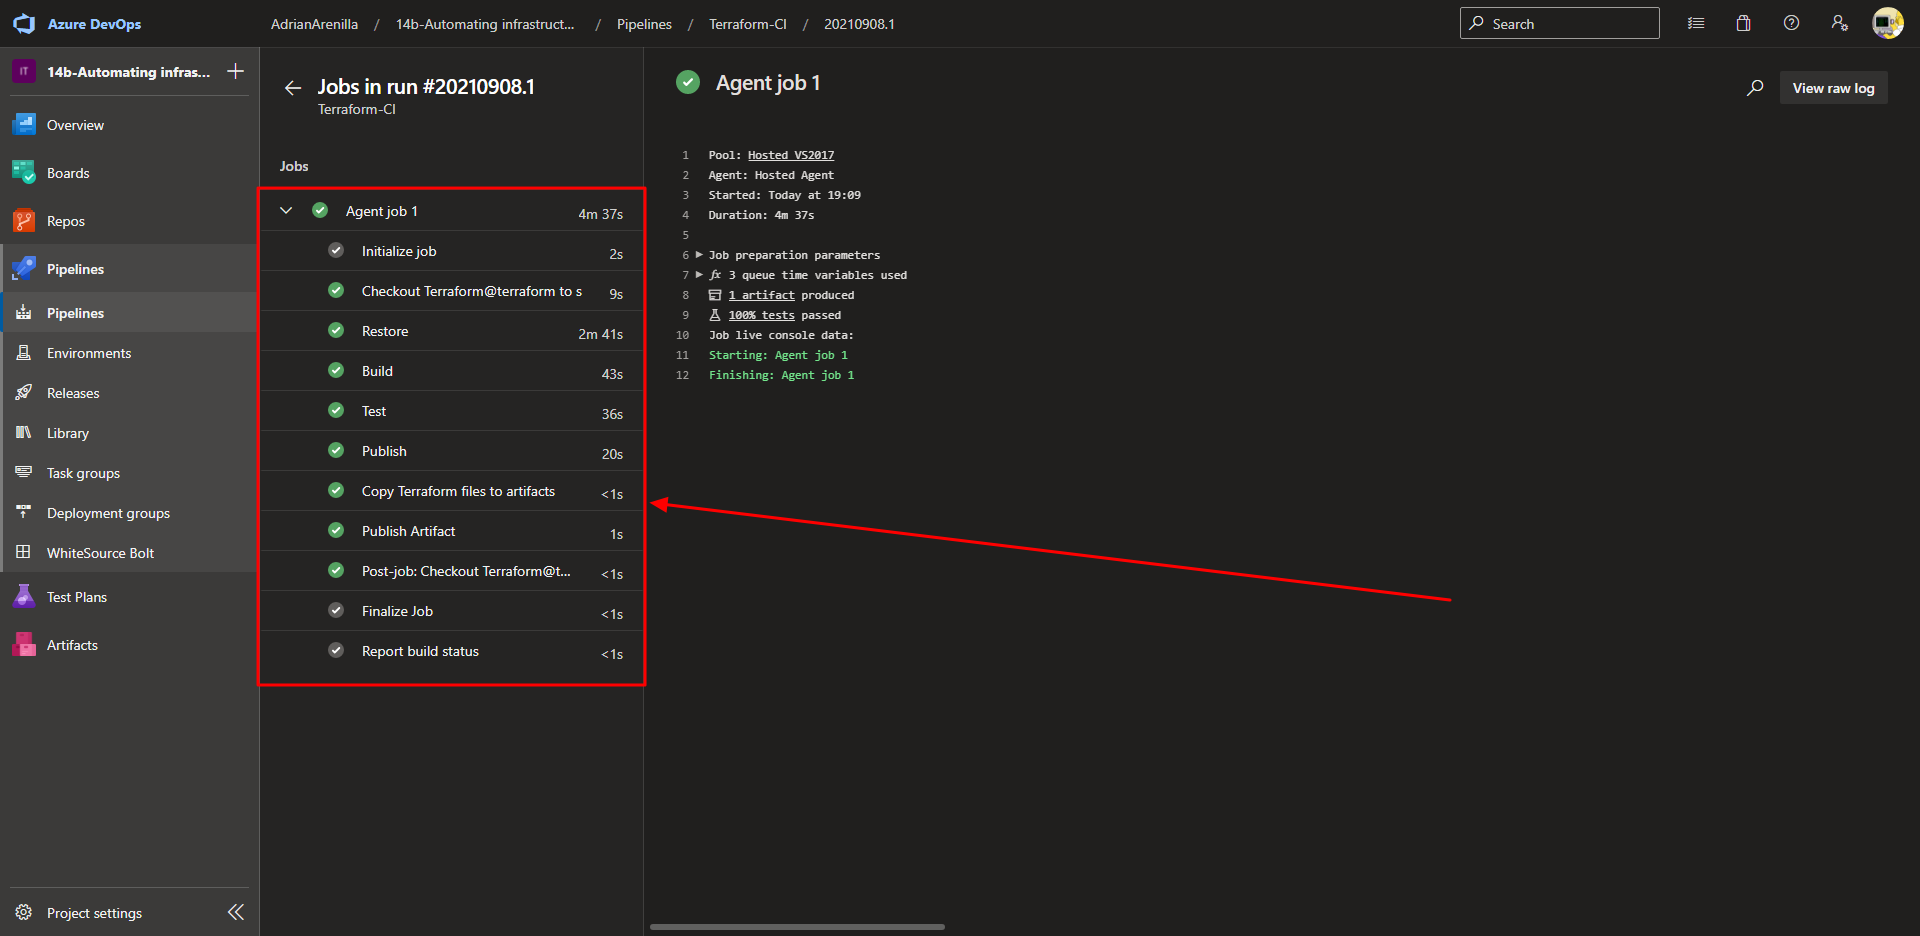 Azure DevOps
AdrianArenilla / 14b-Automating infrastruct... / Pipelines / Terraform-CI / 20210908.1
Search
IT
14b-Automating infras...
Overview
Boards
Repos
Pipelines
Pipelines
Environments
Releases
Library
Task groups
Deployment groups
WhiteSource Bolt
Test Plans
Artifacts
Project settings
Jobs in run #20210908.1
Terraform-CI
Jobs
Agent job 1 4m 37s
Initialize job 2s
Checkout Terraform@terraform to s 9s
Restore 2m 41s
Build 43s
Test 36s
Publish 20s
Copy Terraform files to artifacts <1s
Publish Artifact 1s
Post-job: Checkout Terraform@t... <1s
Finalize Job <1s
Report build status <1s
Agent job 1
View raw log
1 Pool: Hosted VS2017
2 Agent: Hosted Agent
3 Started: Today at 19:09
4 Duration: 4m 37s
5
6 Job preparation parameters
7 fx 3 queue time variables used
8 1 artifact produced
9 100% tests passed
10 Job live console data:
11 Starting: Agent job 1
12 Finishing: Agent job 1